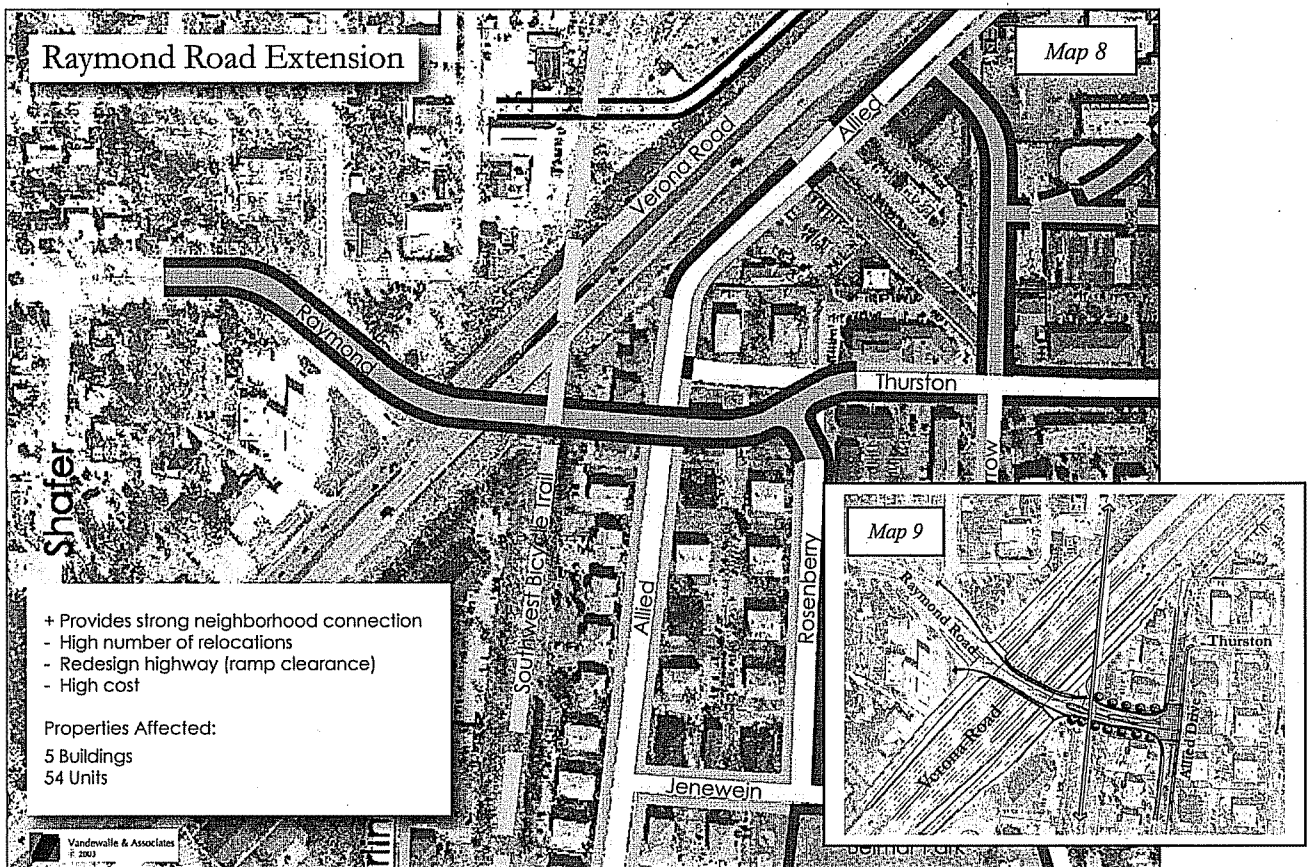 Raymond Road Extension
Map 8
Verona Road
Allied
Raymond
Thurston
Shafer
Southwest Bicycle Trail
Allied
Rosenberry
Jenewein
+ Provides strong neighborhood connection
- High number of relocations
- Redesign highway (ramp clearance)
- High cost
Properties Affected:
5 Buildings
54 Units
Vandewalle & Associates
Map 9
Raymond Road
Thurston
Verona Road
Allied Drive